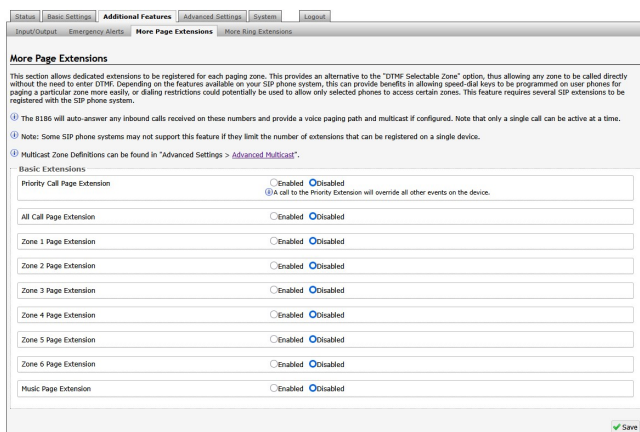 Status Basic Settings Additional Features Advanced Settings System Logout
Input/Output Emergency Alerts More Page Extensions More Ring Extensions
More Page Extensions
This section allows dedicated extensions to be registered for each paging zone. This provides an alternative to the "DTMF Selectable Zone" option, thus allowing any zone to be called directly
without the need to enter DTMF. Depending on the features available on your SIP phone system, this can provide benefits in allowing speed-dial keys to be programmed on user phones for
paging a particular zone more easily, or dialing restrictions could potentially be used to allow only selected phones to access certain zones. This feature requires several SIP extensions to be
registered with the SIP phone system.
The 8186 will auto-answer any inbound calls received on these numbers and provide a voice paging path and multicast if configured. Note that only a single call can be active at a time.
Note: Some SIP phone systems may not support this feature if they limit the number of extensions that can be registered on a single device.
Multicast Zone Definitions can be found in "Advanced Settings > Advanced Multicast".
Basic Extensions
Priority Call Page Extension Enabled Disabled
A call to the Priority Extension will override all other events on the device.
All Call Page Extension Enabled Disabled
Zone 1 Page Extension Enabled Disabled
Zone 2 Page Extension Enabled Disabled
Zone 3 Page Extension Enabled Disabled
Zone 4 Page Extension Enabled Disabled
Zone 5 Page Extension Enabled Disabled
Zone 6 Page Extension Enabled Disabled
Music Page Extension Enabled Disabled
Save